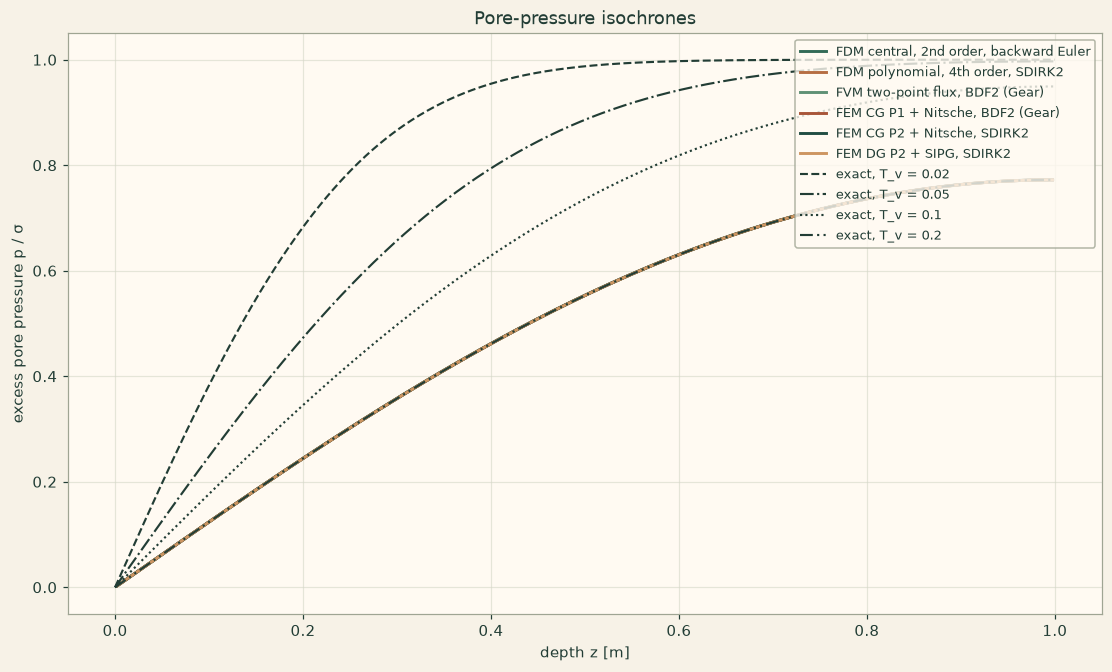 Pore-pressure isochrones
excess pore pressure p / σ
1.0
0.8
0.6
0.4
0.2
0.0
FDM central, 2nd order, backward Euler
FDM polynomial, 4th order, SDIRK2
FVM two-point flux, BDF2 (Gear)
FEM CG P1 + Nitsche, BDF2 (Gear)
FEM CG P2 + Nitsche, SDIRK2
FEM DG P2 + SIPG, SDIRK2
exact, T_v = 0.02
exact, T_v = 0.05
exact, T_v = 0.1
exact, T_v = 0.2
0.0 0.2 0.4 0.6 0.8 1.0
depth z [m]